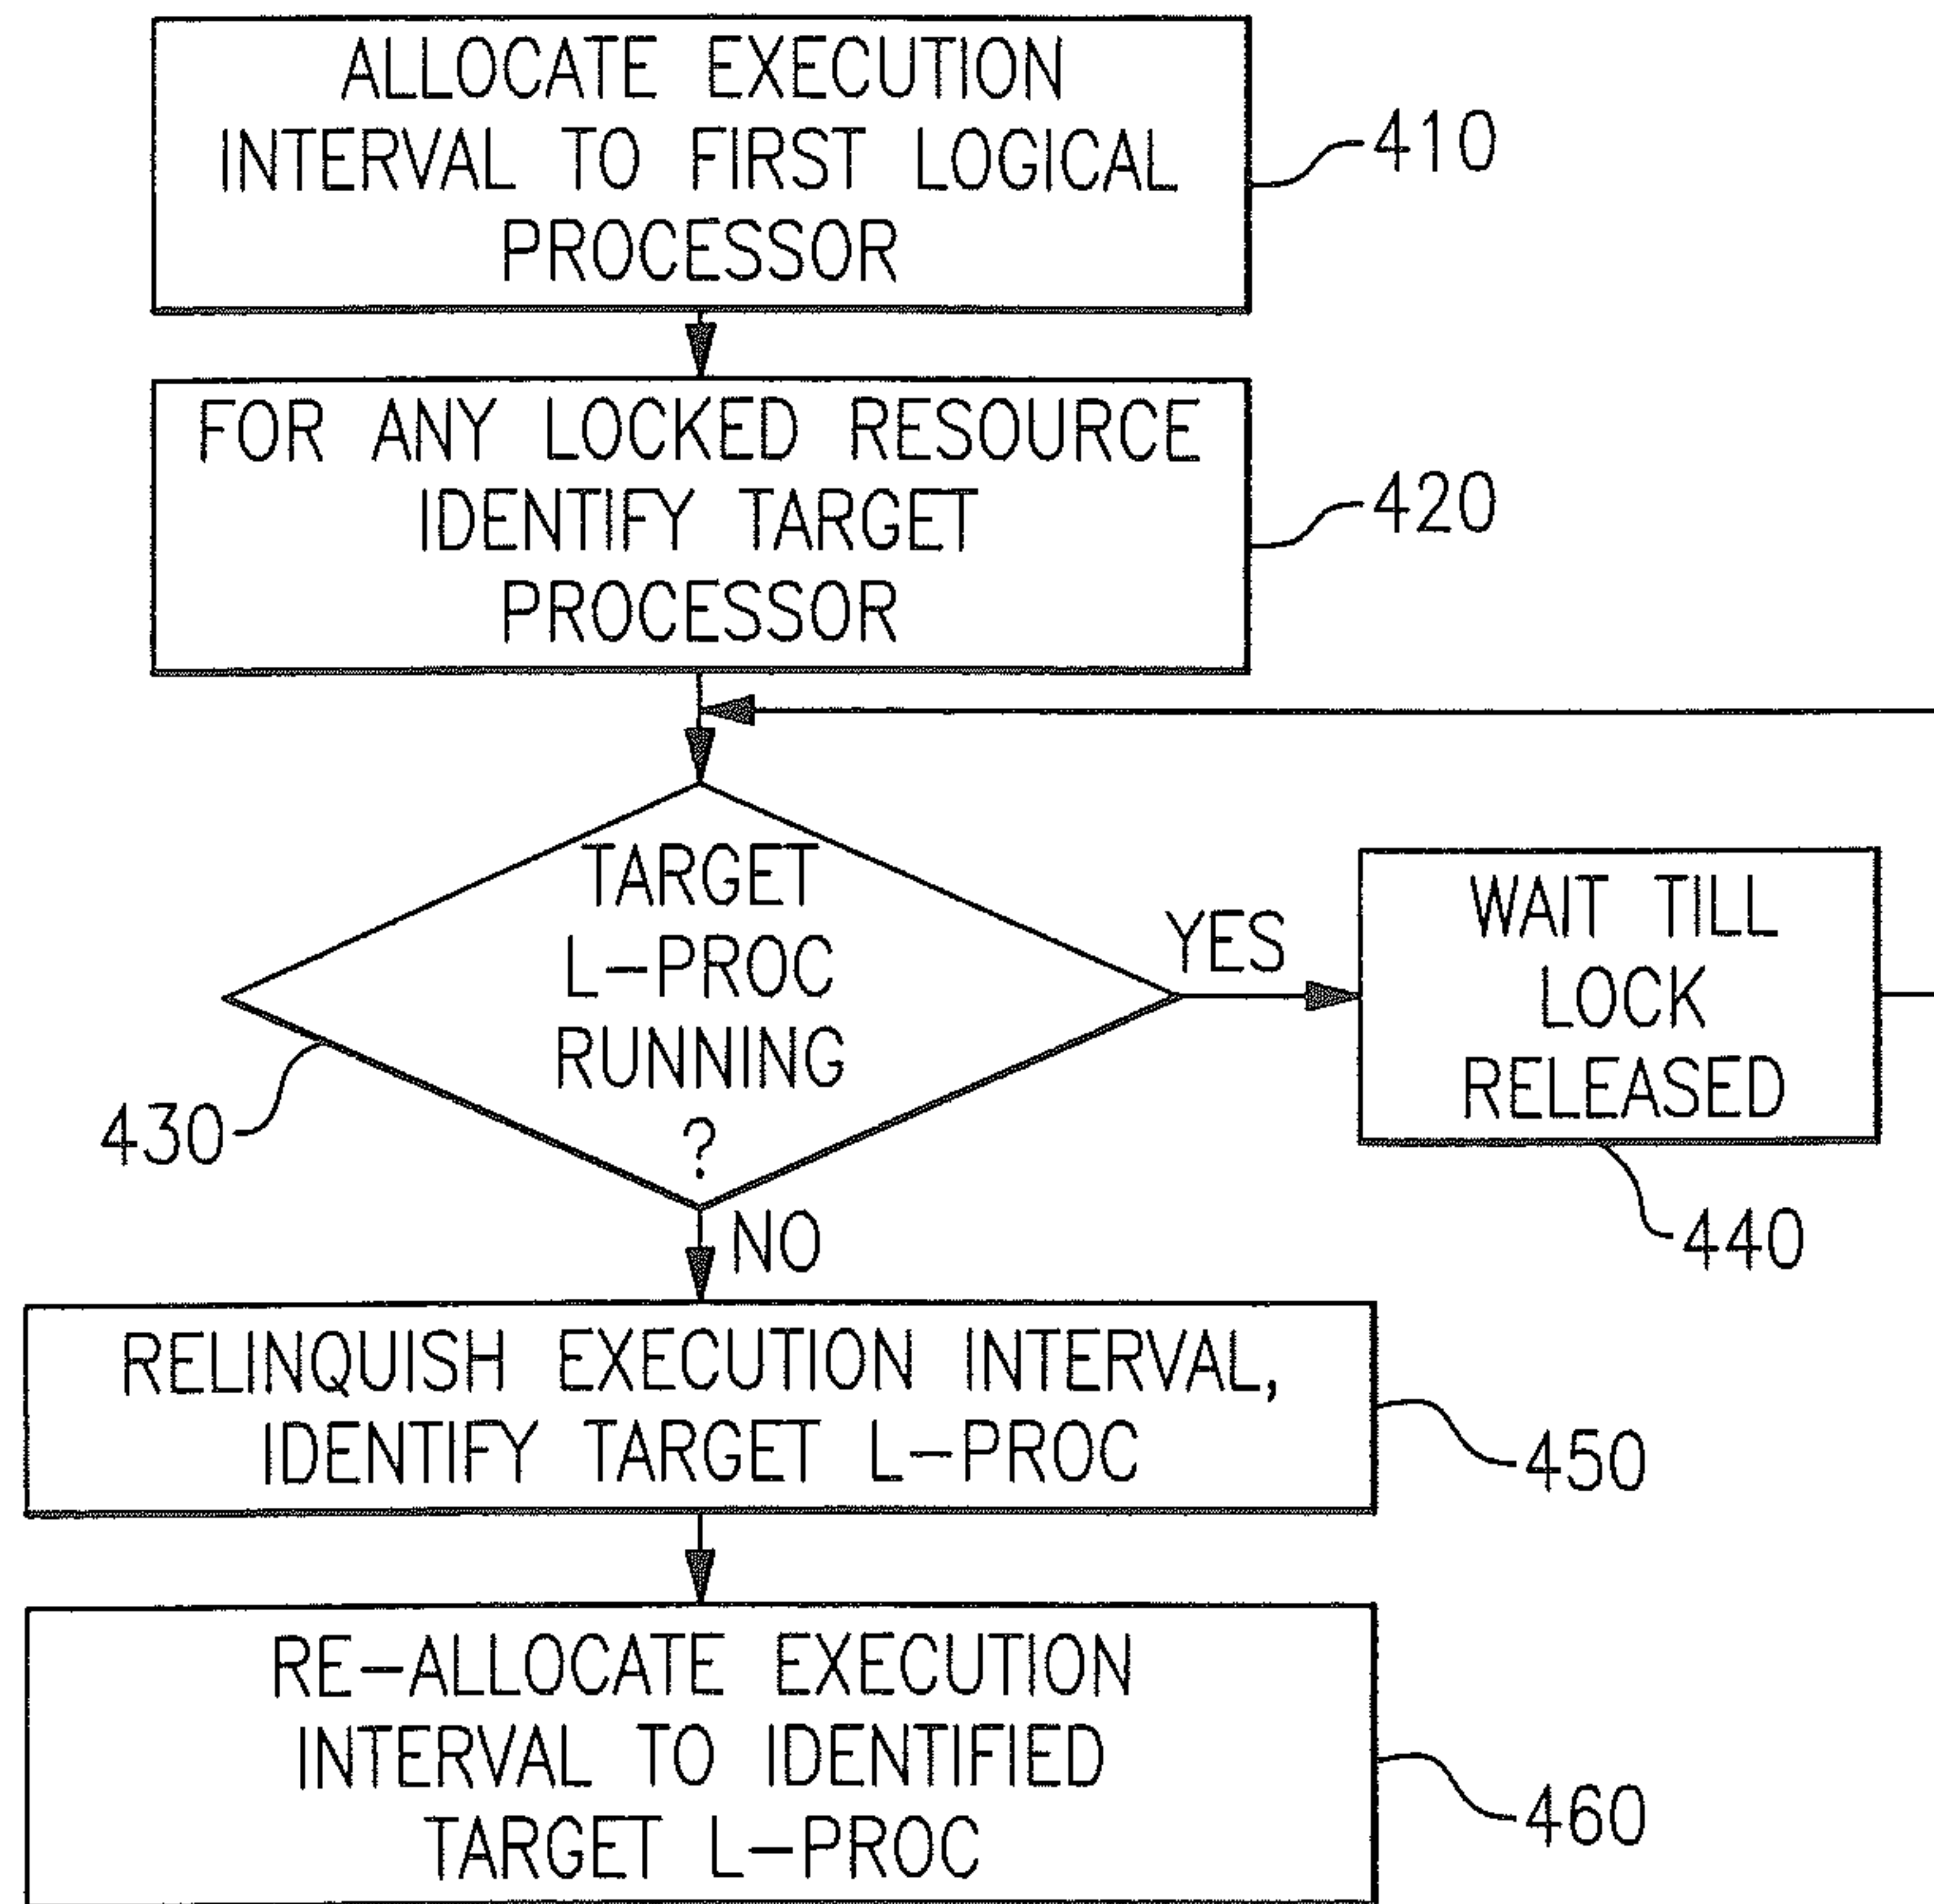 ALLOCATE EXECUTION
INTERVAL TO FIRST LOGICAL
PROCESSOR
410
FOR ANY LOCKED RESOURCE
IDENTIFY TARGET
PROCESSOR
420
TARGET
L-PROC
RUNNING
?
430
YES
WAIT TILL
LOCK
RELEASED
440
NO
RELINQUISH EXECUTION INTERVAL,
IDENTIFY TARGET L-PROC
450
RE-ALLOCATE EXECUTION
INTERVAL TO IDENTIFIED
TARGET L-PROC
460